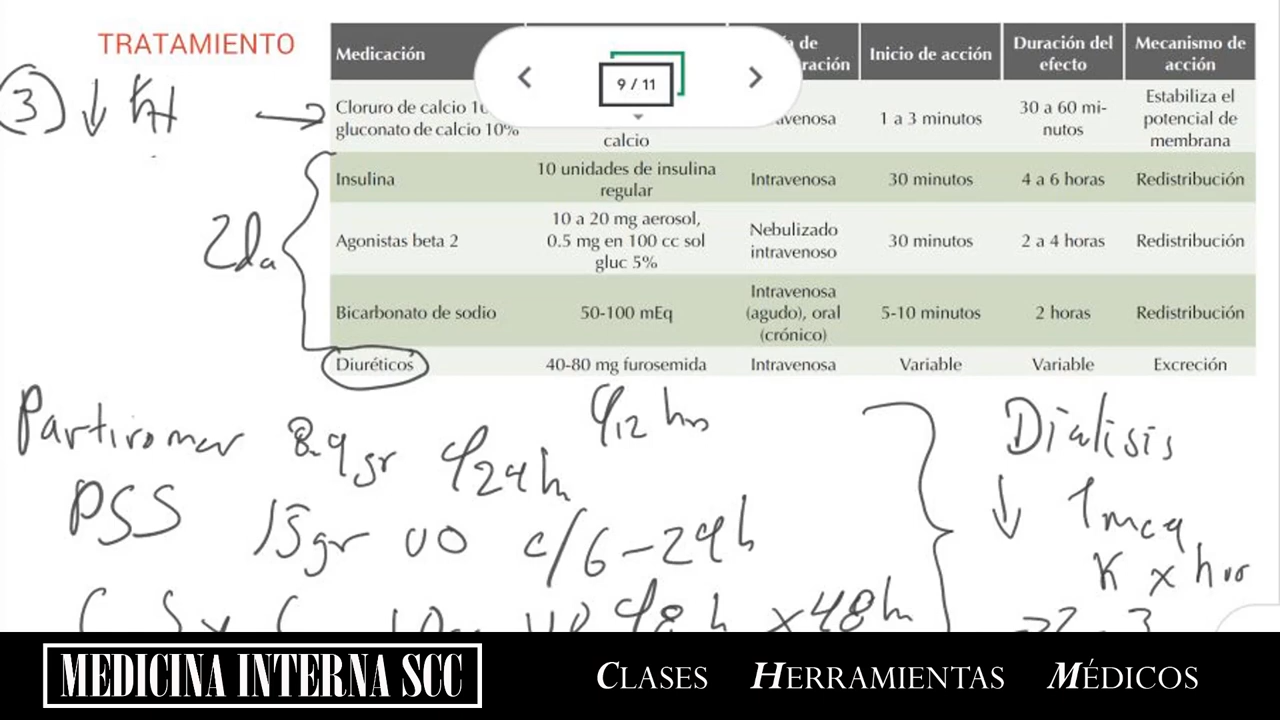 TRATAMIENTO
Medicación
de
ración
Inicio de acción
Duración del efecto
Mecanismo de acción
9 / 11
3 ↓ K+ →
Cloruro de calcio
gluconato de calcio 10%
calcio
1 a 3 minutos
30 a 60 mi-
nutos
Estabiliza el
potencial de
membrana
2da
Insulina
10 unidades de insulina
regular
Intravenosa
30 minutos
4 a 6 horas
Redistribución
Agonistas beta 2
10 a 20 mg aerosol,
0.5 mg en 100 cc sol
gluc 5%
Nebulizado
intravenoso
30 minutos
2 a 4 horas
Redistribución
Bicarbonato de sodio
50-100 mEq
Intravenosa
(agudo), oral
(crónico)
5-10 minutos
2 horas
Redistribución
Diuréticos
40-80 mg furosemida
Intravenosa
Variable
Variable
Excreción
Partiromer 8.4gr q24h
q12 hrs
PSS 15gr VO c/6-24h
48h x48h
Dialisis
↓ 1 meq
K x hor
MEDICINA INTERNA SCC
CLASES HERRAMIENTAS MÉDICOS